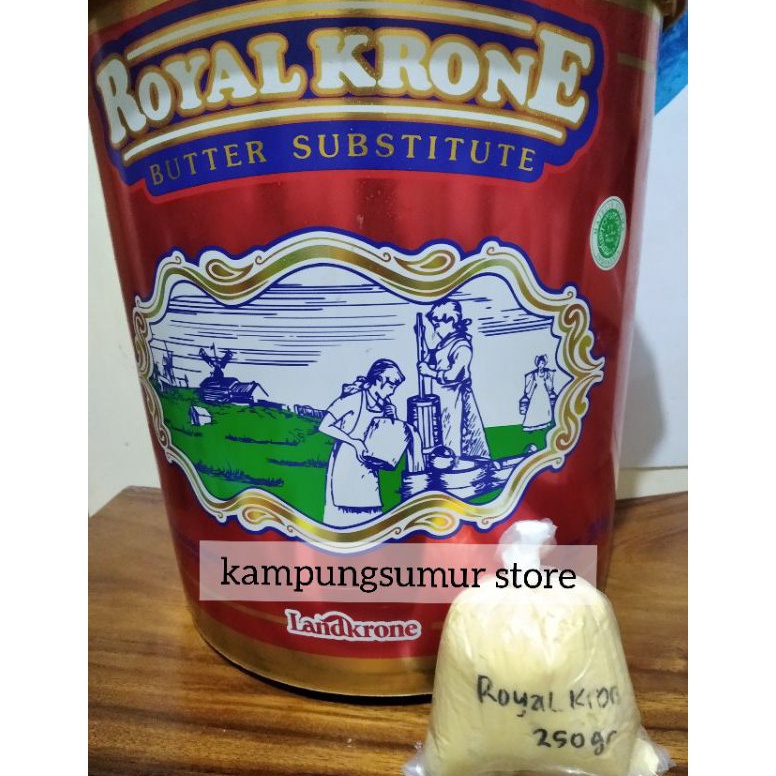 ROYAL KRONE
BUTTER SUBSTITUTE
kampungsumur store
Landkrone
Royal Kron
250gr